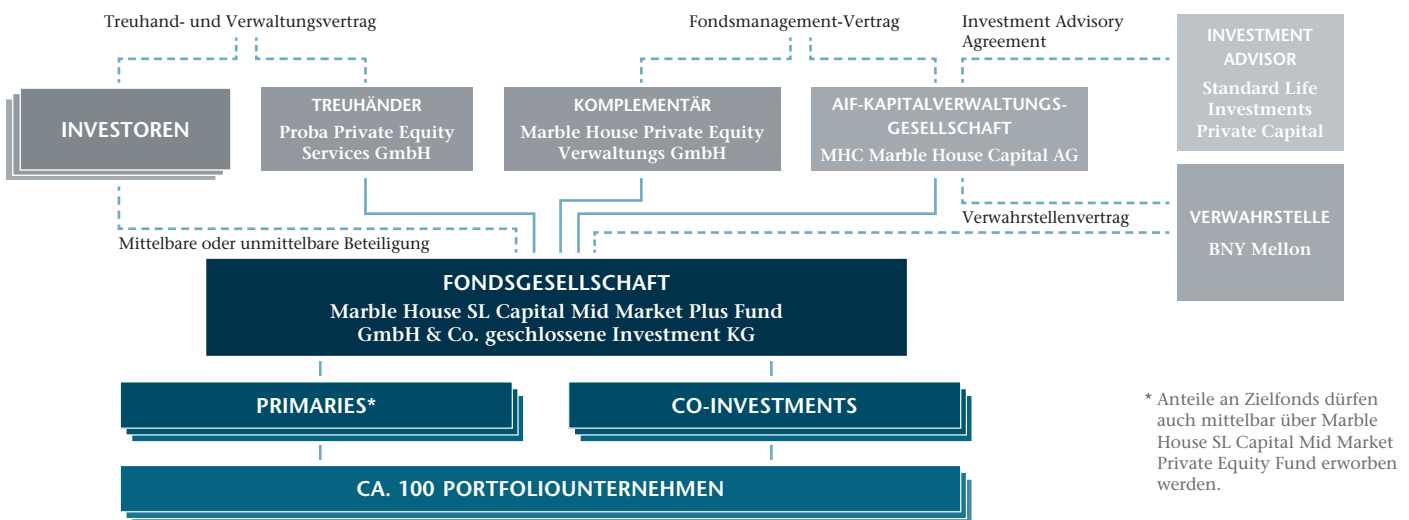 Treuhand- und Verwaltungsvertrag
Fondsmanagement-Vertrag
Investment Advisory
Agreement
INVESTMENT
ADVISOR
Standard Life
Investments
Private Capital
INVESTOREN
TREUHÄNDER
Proba Private Equity
Services GmbH
KOMPLEMENTÄR
Marble House Private Equity
Verwaltungs GmbH
AIF-KAPITALVERWALTUNGS-
GESELLSCHAFT
MHC Marble House Capital AG
VERWAHRSTELLE
BNY Mellon
Verwahrstellenvertrag
Mittelbare oder unmittelbare Beteiligung
FONDSGESELLSCHAFT
Marble House SL Capital Mid Market Plus Fund
GmbH & Co. geschlossene Investment KG
PRIMARIES*
CO-INVESTMENTS
CA. 100 PORTFOLIOUNTERNEHMEN
* Anteile an Zielfonds dürfen
auch mittelbar über Marble
House SL Capital Mid Market
Private Equity Fund erworben
werden.